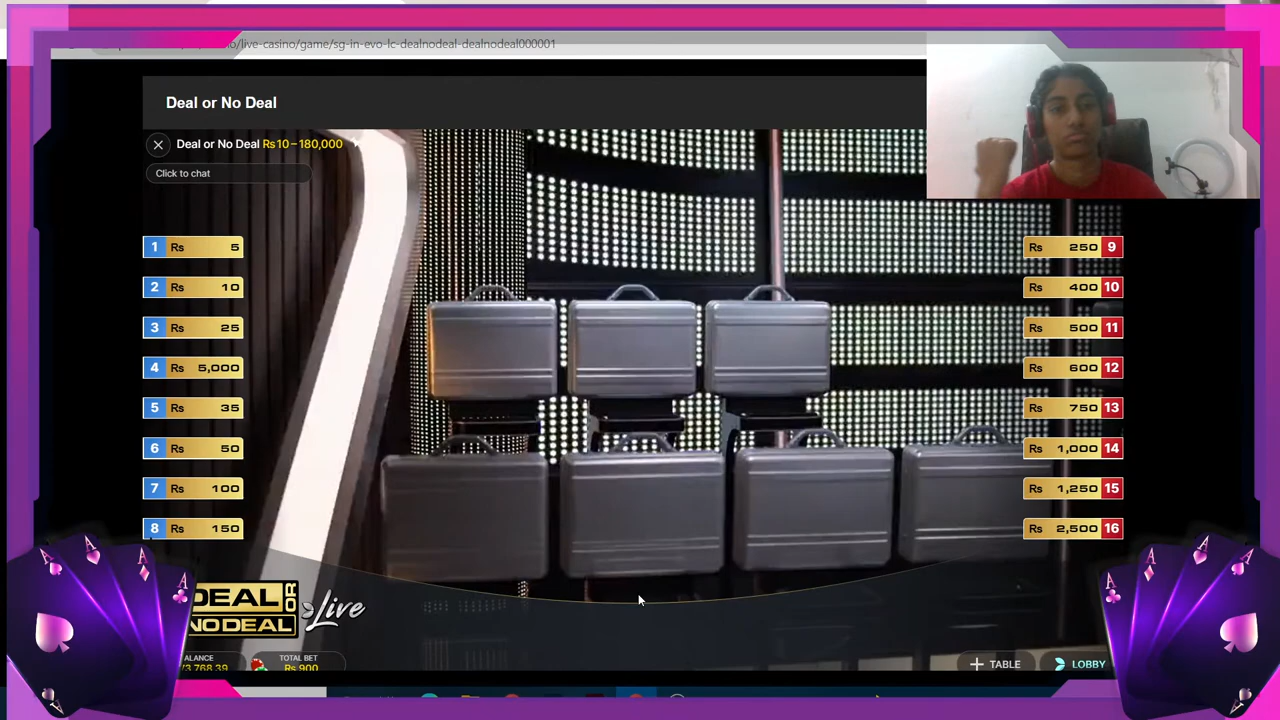 /live-casino/game/sg-in-evo-lc-dealnodeal-dealnodeal000001
Deal or No Deal
Deal or No Deal Rs10–180,000
Click to chat
1 Rs 5
2 Rs 10
3 Rs 25
4 Rs 5,000
5 Rs 35
6 Rs 50
7 Rs 100
8 Rs 150
Rs 250 9
Rs 400 10
Rs 500 11
Rs 600 12
Rs 750 13
Rs 1,000 14
Rs 1,250 15
Rs 2,500 16
DEAL OR NO DEAL Live
ALANCE
3,768.39
TOTAL BET
Rs 900
TABLE
LOBBY